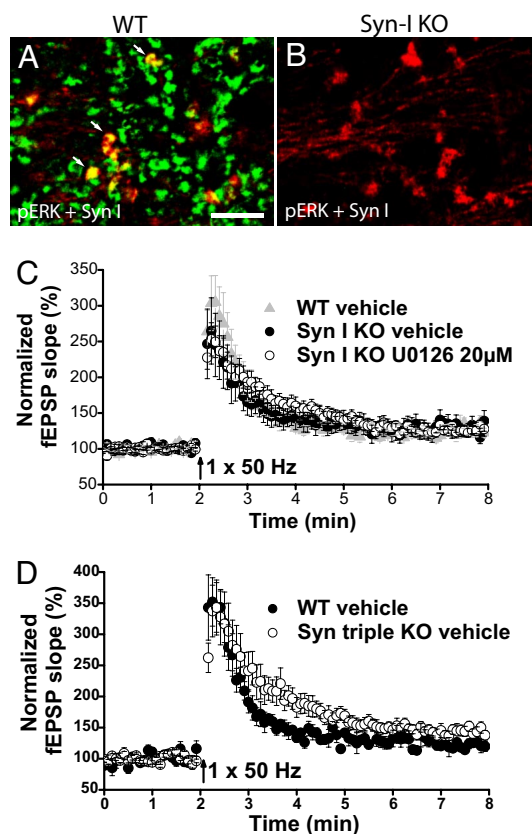 WT
Syn-I KO
A
B
pERK + Syn I
pERK + Syn I
C
Normalized
fEPSP slope (%)
350
300
250
200
150
100
50
WT vehicle
Syn I KO vehicle
Syn I KO U0126 20μM
1 x 50 Hz
0 1 2 3 4 5 6 7 8
Time (min)
D
Normalized
fEPSP slope (%)
400
350
300
250
200
150
100
50
WT vehicle
Syn triple KO vehicle
1 x 50 Hz
0 1 2 3 4 5 6 7 8
Time (min)